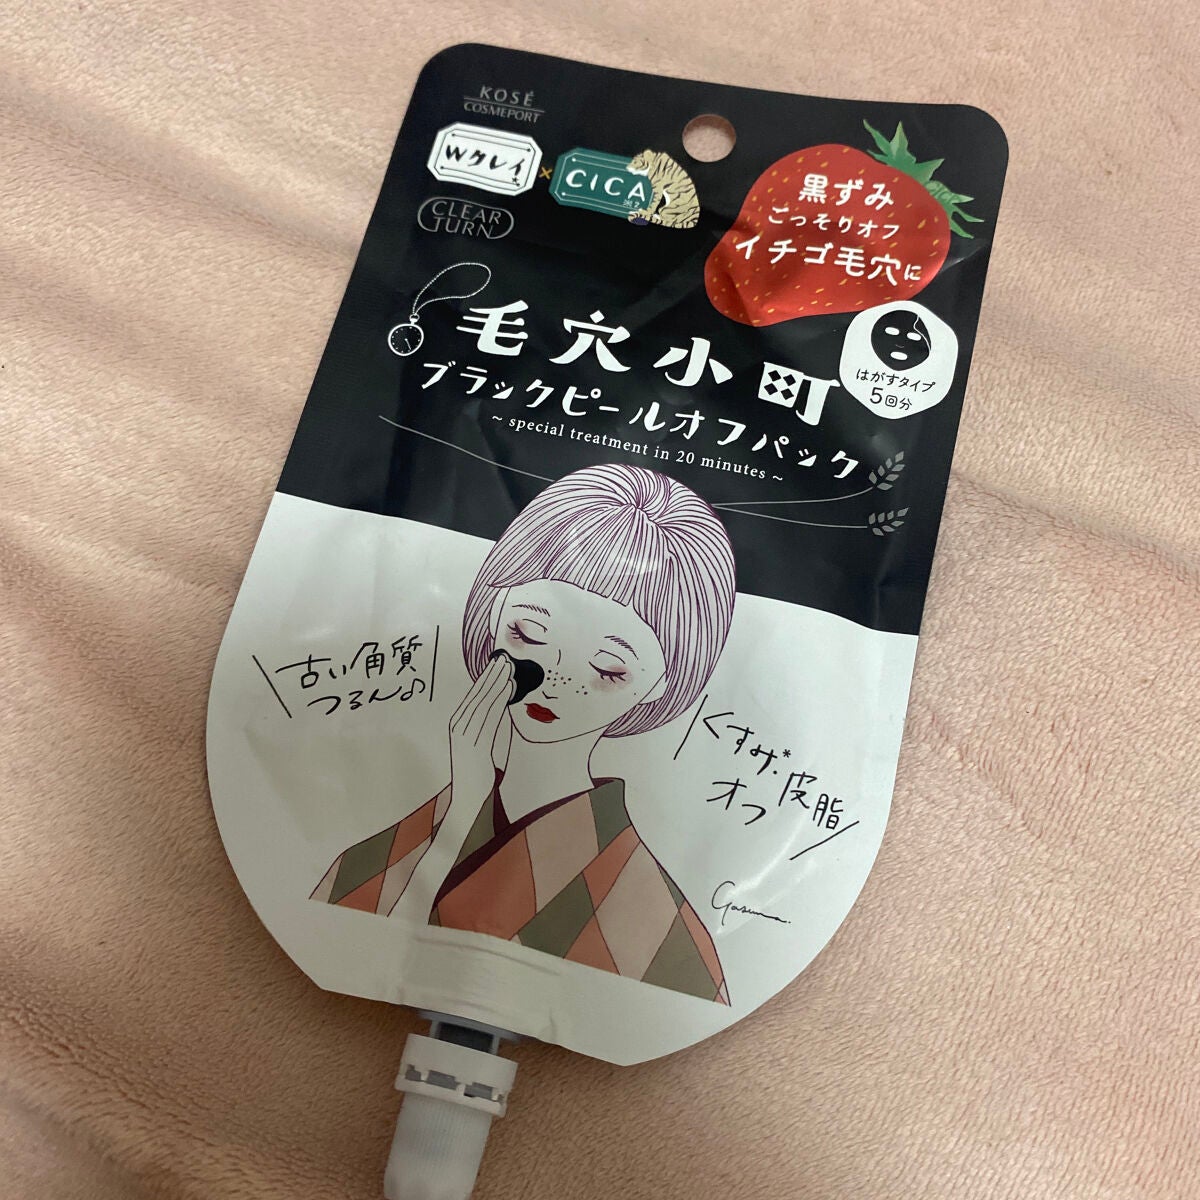 KOSÉ
COSMEPORT
Wクレイ
×
CICA
CLEAR
TURN
黒ずみ
ごっそりオフ
イチゴ毛穴に
はがすタイプ
5回分
毛穴小町
ブラックピールオフパック
~ special treatment in 20 minutes ~
古い角質
つるん♪
くすみ*・皮脂
オフ